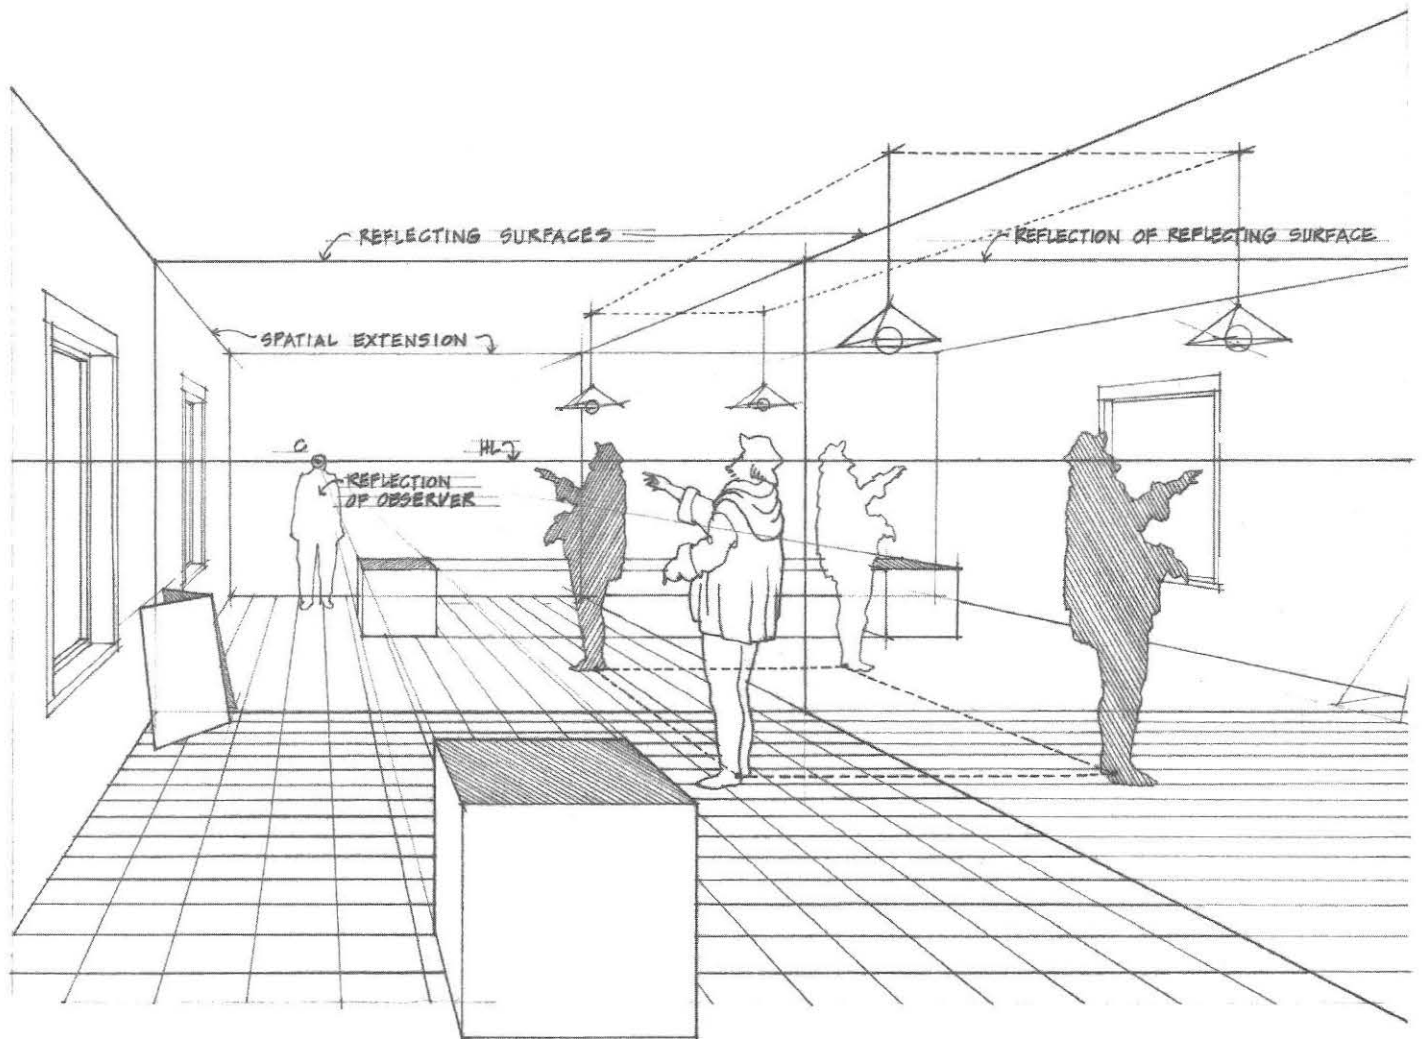 REFLECTING SURFACES
REFLECTION OF REFLECTING SURFACE
SPATIAL EXTENSION
C
HL
REFLECTION
OF OBSERVER